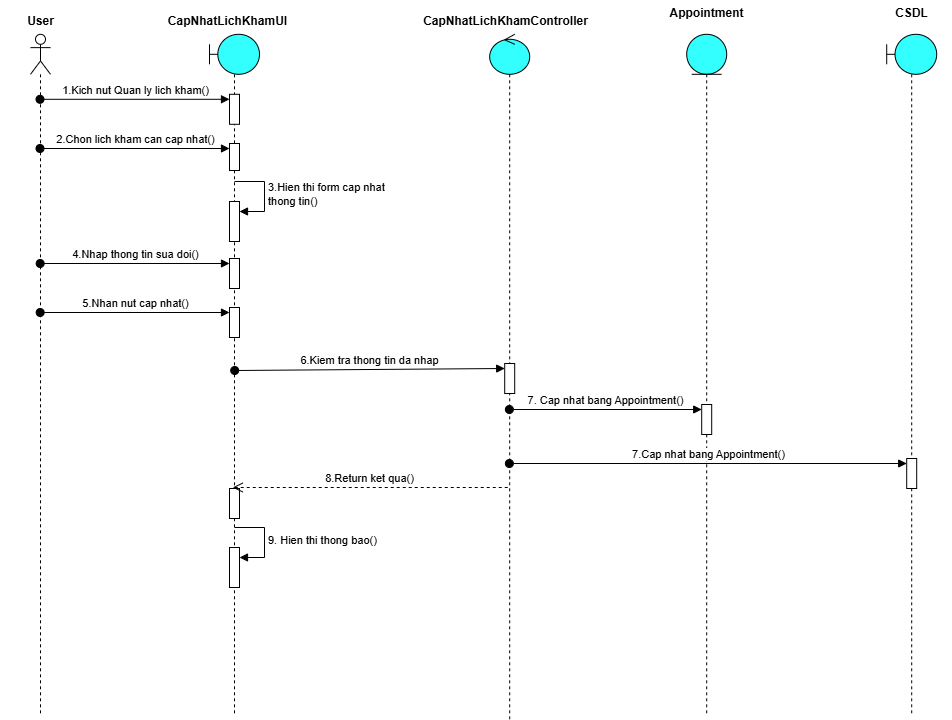 User
CapNhatLichKhamUI
CapNhatLichKhamController
Appointment
CSDL
1.Kich nut Quan ly lich kham()
2.Chon lich kham can cap nhat()
3.Hien thi form cap nhat
thong tin()
4.Nhap thong tin sua doi()
5.Nhan nut cap nhat()
6.Kiem tra thong tin da nhap
7. Cap nhat bang Appointment()
7.Cap nhat bang Appointment()
8.Return ket qua()
9. Hien thi thong bao()